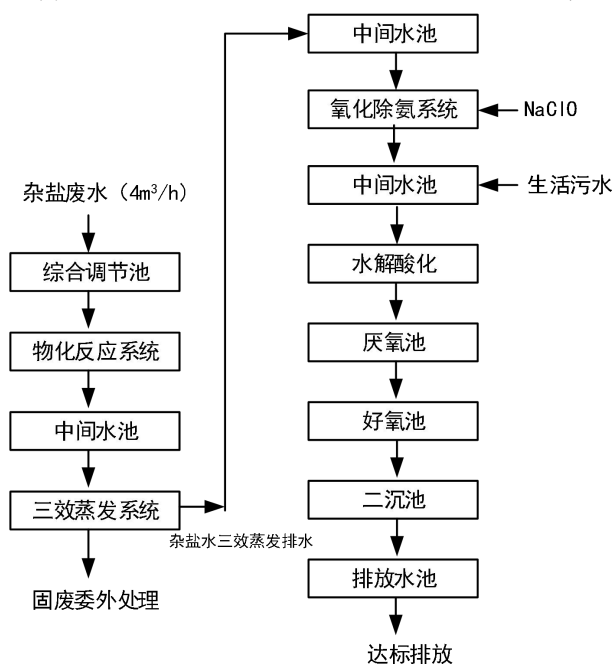 杂盐废水（4m³/h）
综合调节池
物化反应系统
中间水池
三效蒸发系统
固废委外处理
杂盐水三效蒸发排水
中间水池
氧化除氨系统
NaClO
中间水池
生活污水
水解酸化
厌氧池
好氧池
二沉池
排放水池
达标排放